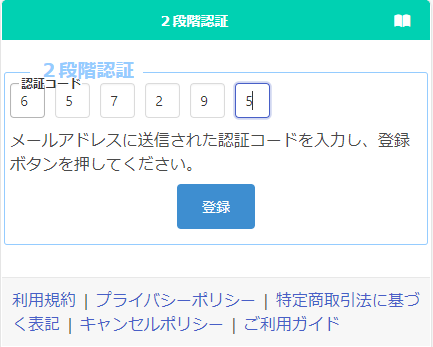 ２段階認証
２段階認証
認証コード
6 5 7 2 9 5
メールアドレスに送信された認証コードを入力し、登録
ボタンを押してください。
登録
利用規約 | プライバシーポリシー | 特定商取引法に基づ
く表記 | キャンセルポリシー | ご利用ガイド